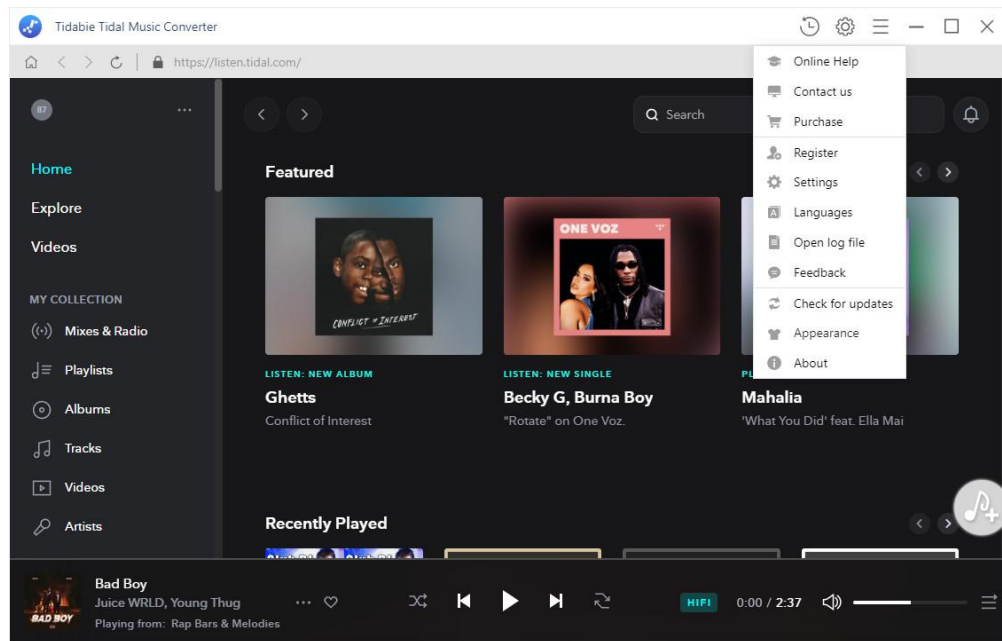 Tidabie Tidal Music Converter
https://listen.tidal.com/
Online Help
Contact us
Purchase
Register
Settings
Languages
Open log file
Feedback
Check for updates
Appearance
About
87
Search
Home
Explore
Videos
MY COLLECTION
Mixes & Radio
Playlists
Albums
Tracks
Videos
Artists
Featured
CONFLICT OF INTEREST
ONE VOZ
LISTEN: NEW ALBUM
Ghetts
Conflict of Interest
LISTEN: NEW SINGLE
Becky G, Burna Boy
"Rotate" on One Voz.
Mahalia
'What You Did' feat. Ella Mai
Recently Played
BAD BOY
Bad Boy
Juice WRLD, Young Thug
Playing from: Rap Bars & Melodies
HIFI
0:00 / 2:37